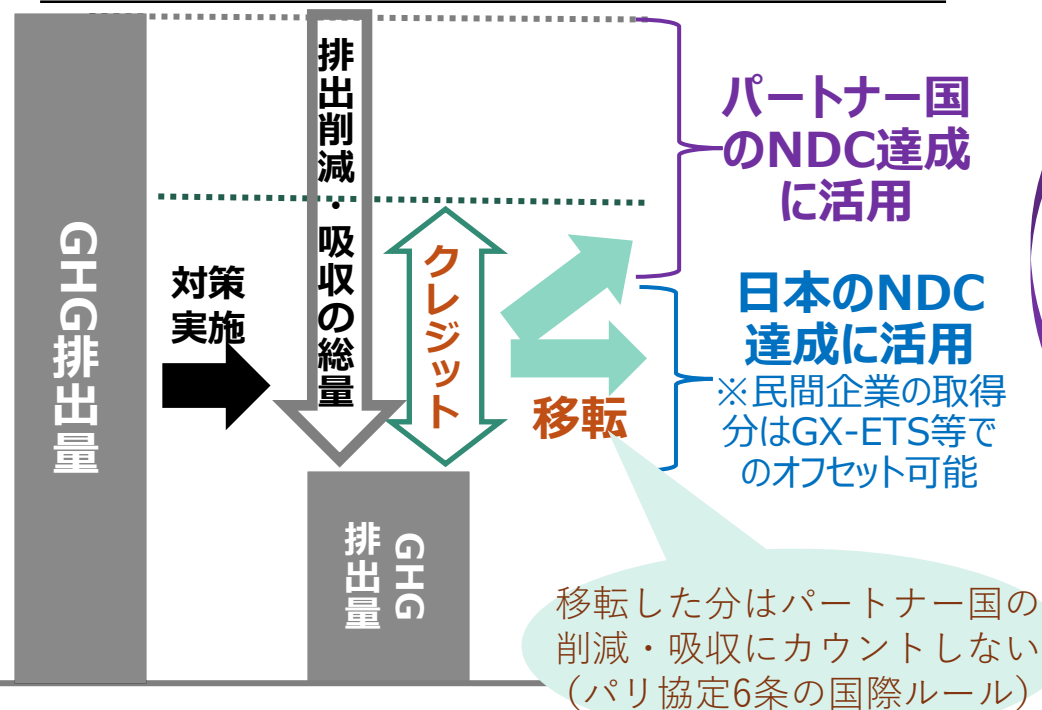 GHG排出量
対策
実施
排出削減・吸収の総量
クレジット
移転
GHG
排出量
パートナー国
のNDC達成
に活用
日本のNDC
達成に活用
※民間企業の取得
分はGX-ETS等で
のオフセット可能
移転した分はパートナー国の
削減・吸収にカウントしない
（パリ協定6条の国際ルール）